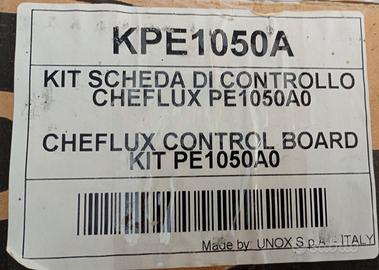 KPE1050A
KIT SCHEDA DI CONTROLLO
CHEFLUX PE1050A0
CHEFLUX CONTROL BOARD
KIT PE1050A0
Made by: UNOX S.p.A. - ITALY